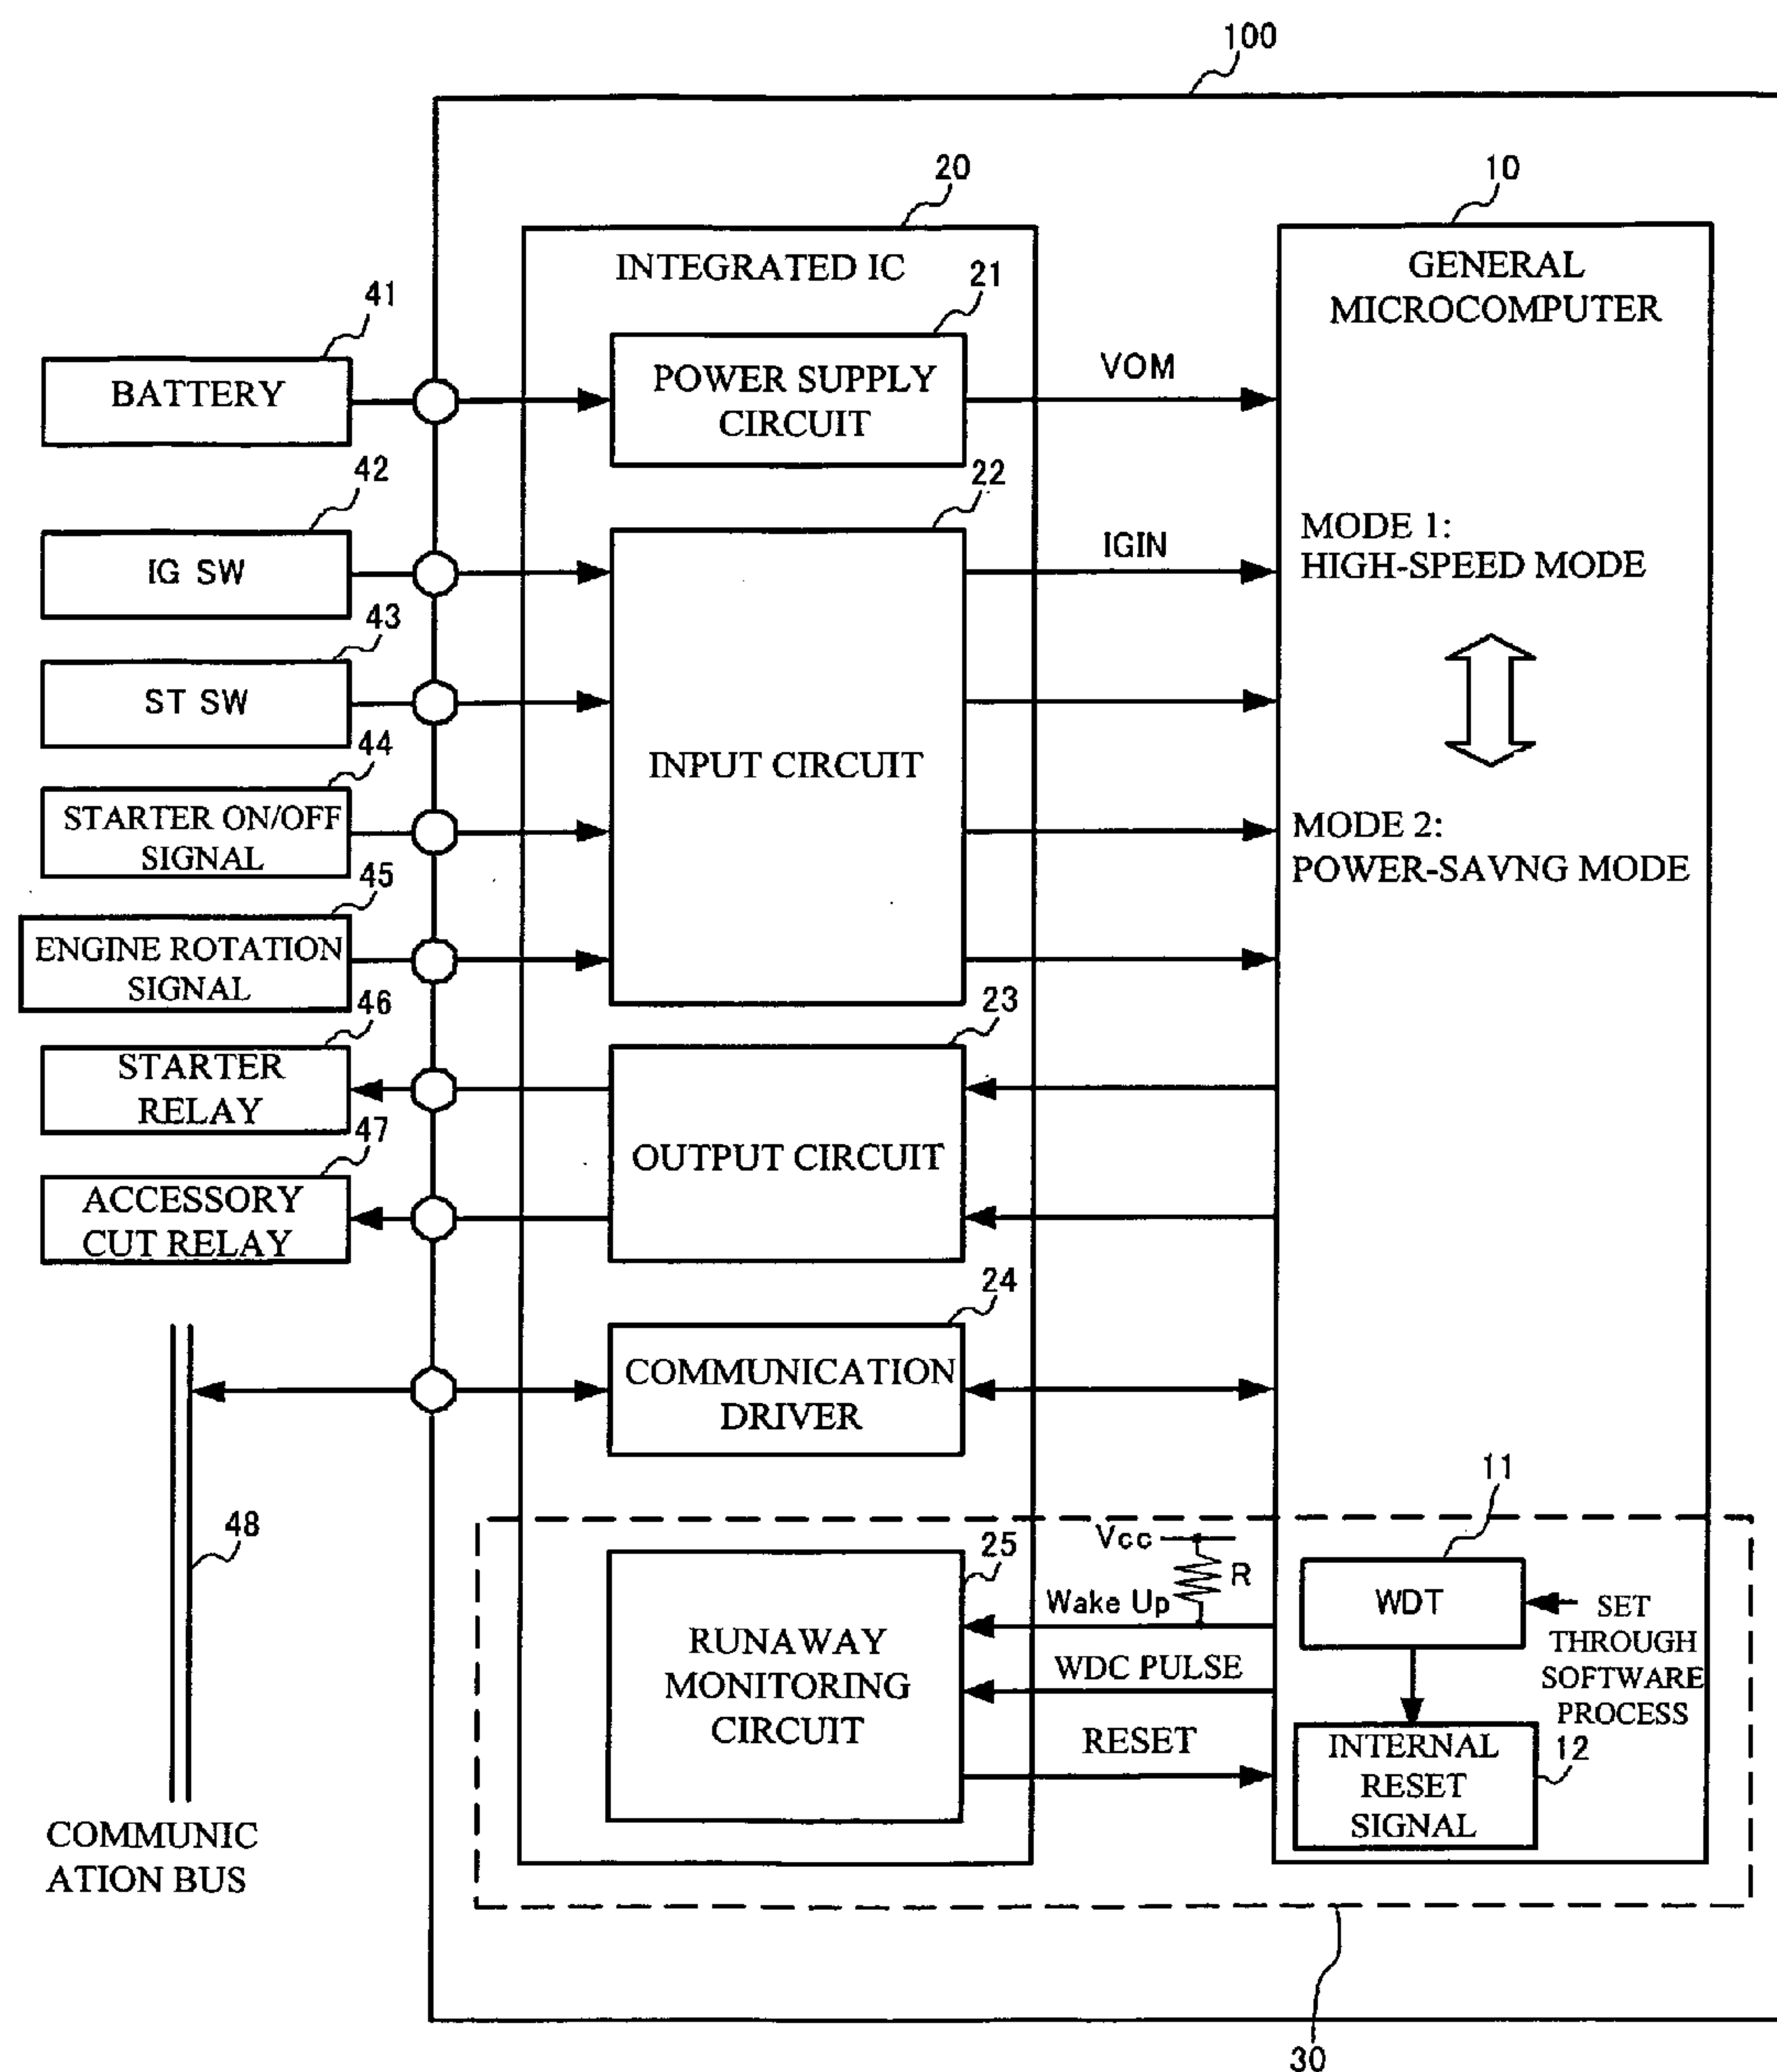 100
20
10
INTEGRATED IC
GENERAL
MICROCOMPUTER
21
41
BATTERY
POWER SUPPLY
CIRCUIT
VOM
42
22
IG SW
IGIN
MODE 1:
HIGH-SPEED MODE
43
ST SW
INPUT CIRCUIT
44
STARTER ON/OFF
SIGNAL
MODE 2:
POWER-SAVNG MODE
45
ENGINE ROTATION
SIGNAL
46
23
STARTER
RELAY
47
OUTPUT CIRCUIT
ACCESSORY
CUT RELAY
24
COMMUNICATION
DRIVER
48
COMMUNIC
ATION BUS
25
Vcc
R
Wake Up
RUNAWAY
MONITORING
CIRCUIT
WDC PULSE
RESET
11
WDT
SET
THROUGH
SOFTWARE
PROCESS
12
INTERNAL
RESET
SIGNAL
30